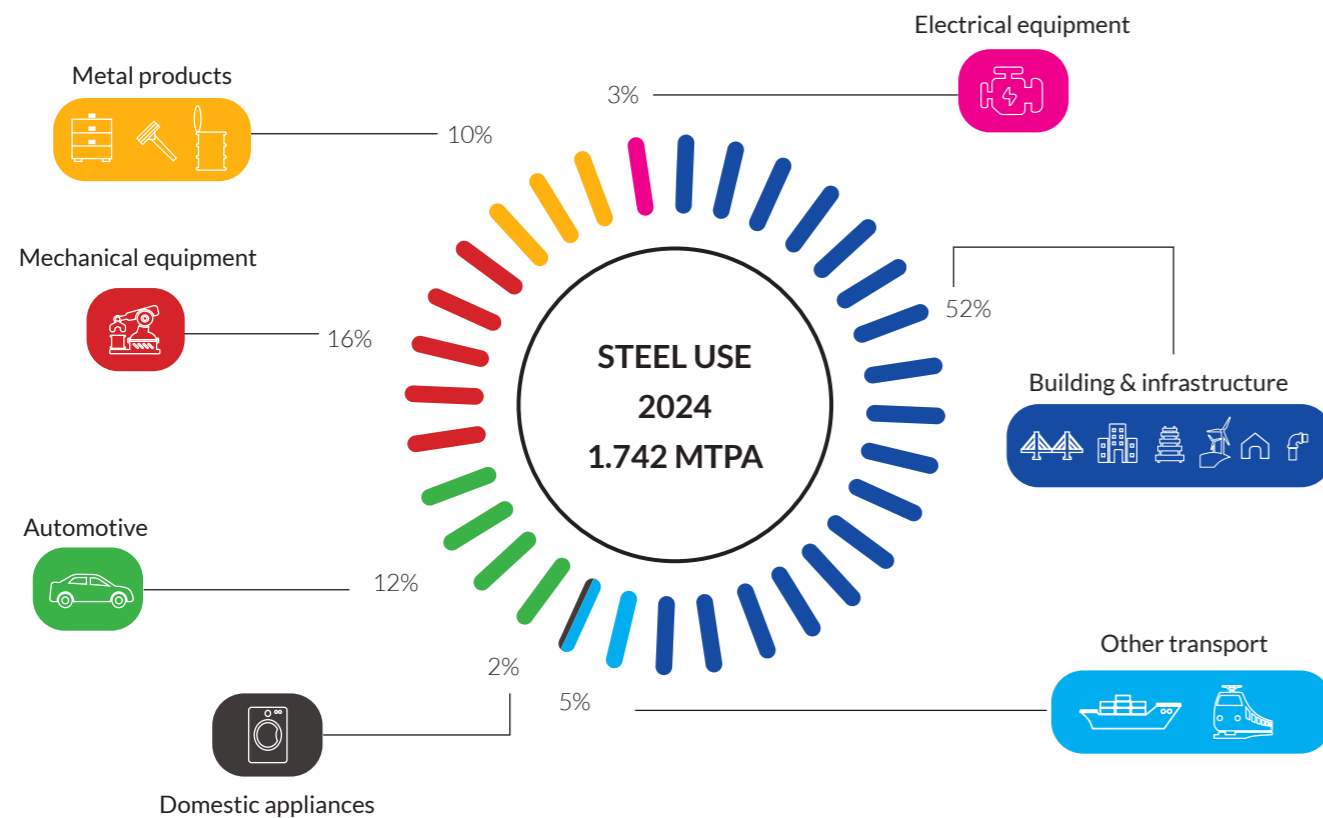 Electrical equipment
3%
Metal products
10%
Mechanical equipment
16%
52%
Building & infrastructure
STEEL USE
2024
1.742 MTPA
Automotive
12%
2%
5%
Other transport
Domestic appliances